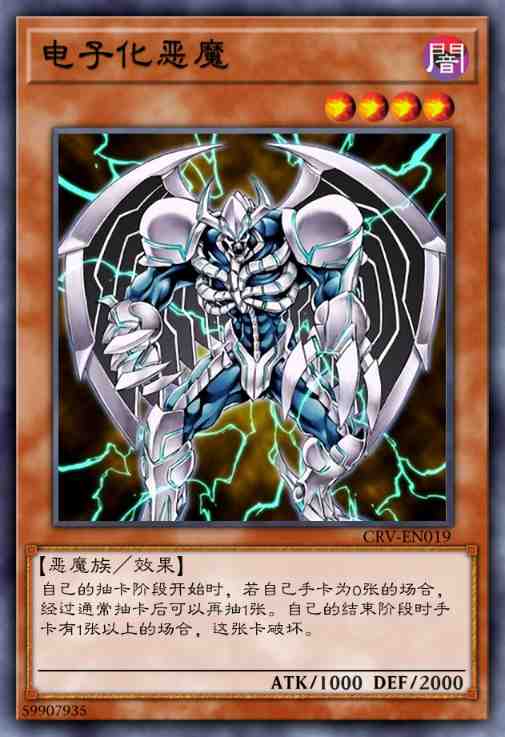 电子化恶魔
闇
CRV-EN019
【恶魔族／效果】
自己的抽卡阶段开始时，若自己手卡为0张的场合，
经过通常抽卡后可以再抽1张。自己的结束阶段时手
卡有1张以上的场合，这张卡破坏。
ATK/1000 DEF/2000
59907935